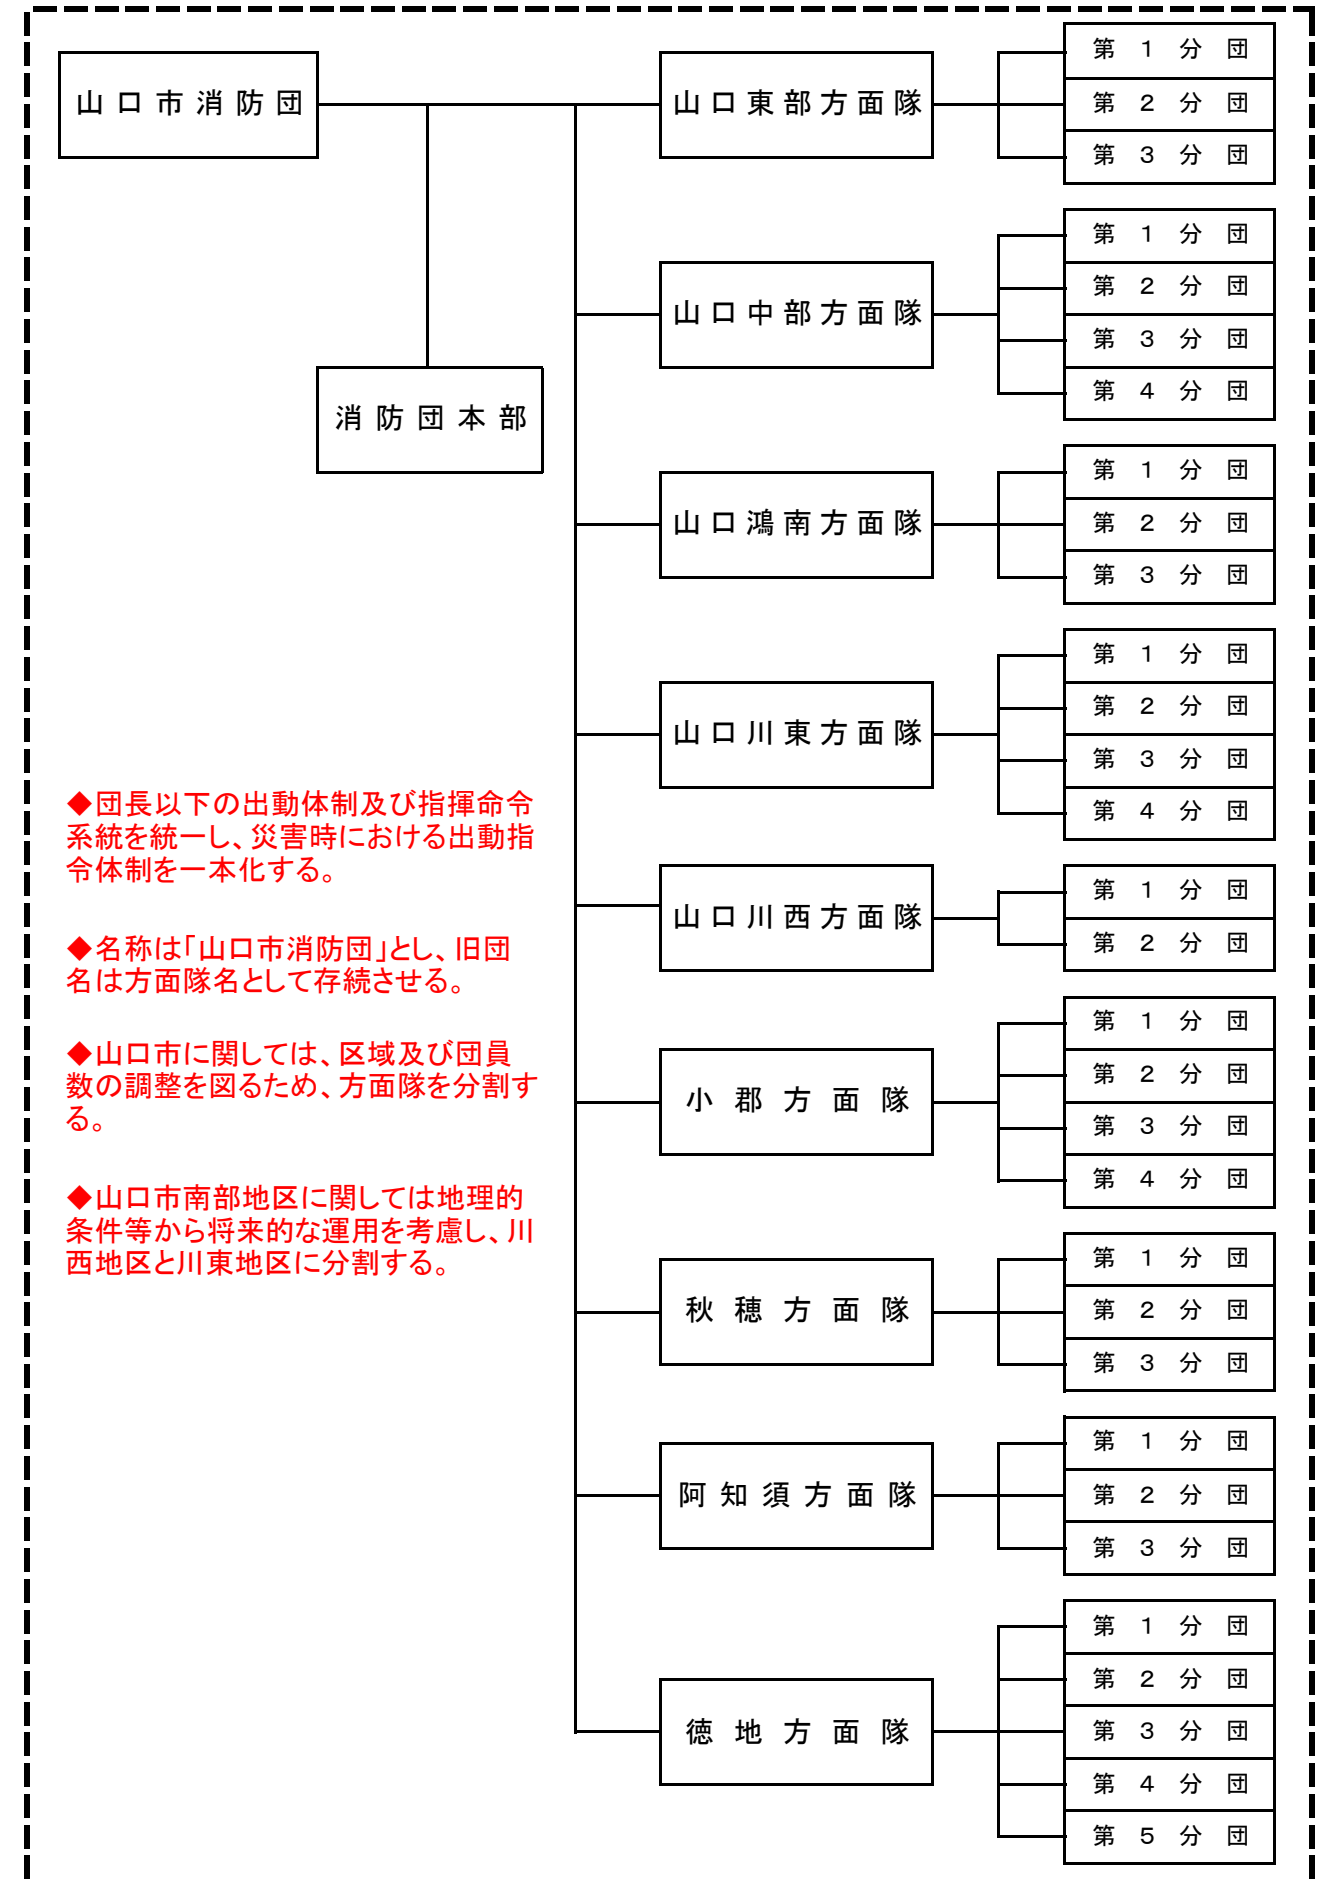 山口市消防団
消防団本部
山口東部方面隊
第1分団
第2分団
第3分団
山口中部方面隊
第1分団
第2分団
第3分団
第4分団
山口鴻南方面隊
第1分団
第2分団
第3分団
山口川東方面隊
第1分団
第2分団
第3分団
第4分団
山口川西方面隊
第1分団
第2分団
小郡方面隊
第1分団
第2分団
第3分団
第4分団
秋穂方面隊
第1分団
第2分団
第3分団
阿知須方面隊
第1分団
第2分団
第3分団
徳地方面隊
第1分団
第2分団
第3分団
第4分団
第5分団
◆団長以下の出動体制及び指揮命令
系統を統一し、災害時における出動指
令体制を一本化する。
◆名称は「山口市消防団」とし、旧団
名は方面隊名として存続させる。
◆山口市に関しては、区域及び団員
数の調整を図るため、方面隊を分割す
る。
◆山口市南部地区に関しては地理的
条件等から将来的な運用を考慮し、川
西地区と川東地区に分割する。